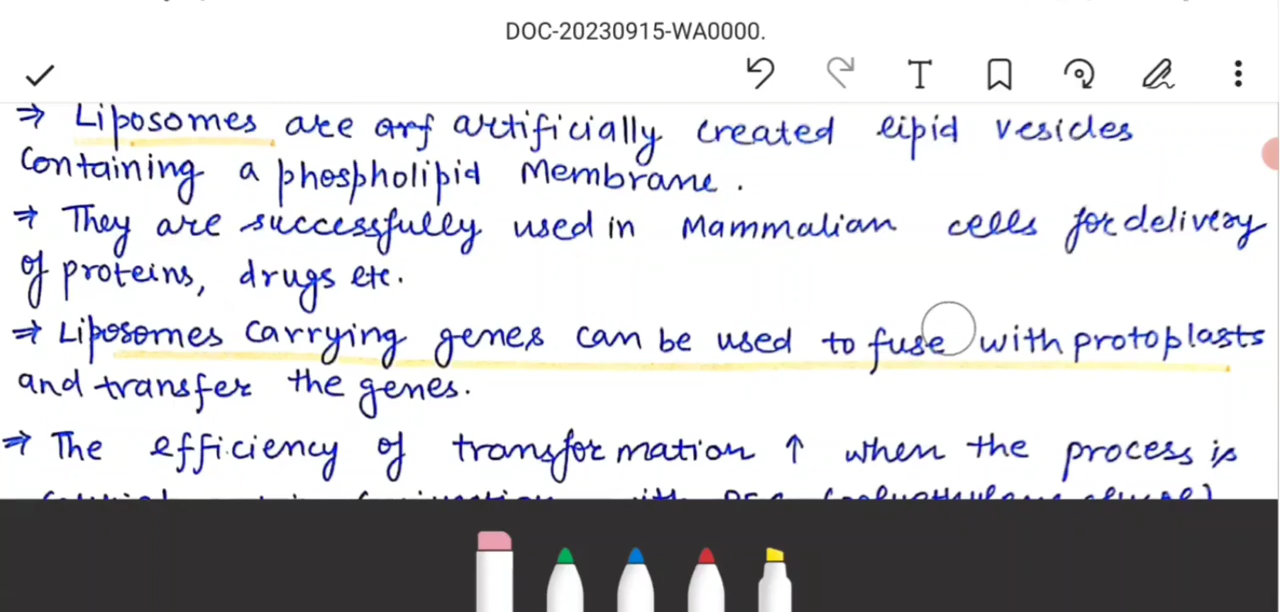 DOC-20230915-WA0000.
T
⇒ Liposomes are artificially created lipid vesicles
containing a phospholipid Membrane.
⇒ They are successfully used in Mammalian cells for delivery
of proteins, drugs etc.
⇒ Liposomes carrying genes can be used to fuse with protoplasts
and transfer the genes.
⇒ The efficiency of transformation ↑ when the process is